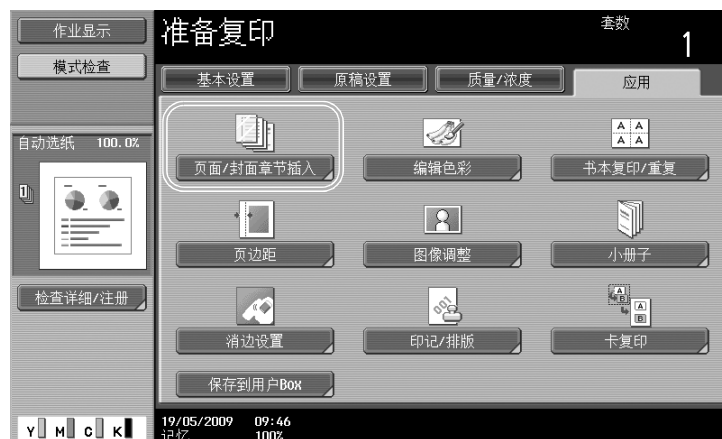 作业显示
准备复印
套数
1
模式检查
基本设置
原稿设置
质量/浓度
应用
自动选纸 100.0%
页面/封面章节插入
编辑色彩
书本复印/重复
页边距
图像调整
小册子
检查详细/注册
消边设置
印记/排版
卡复印
保存到用户Box
Y M C K
19/05/2009 09:46
记忆 100%